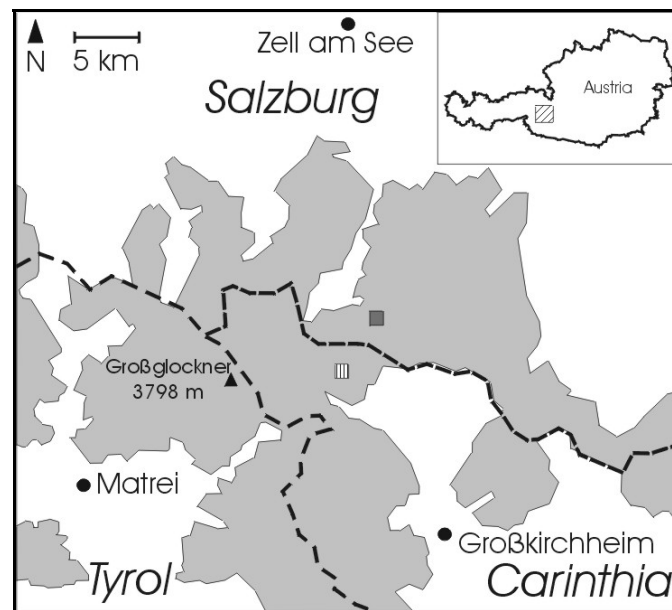 Zell am See
N
5 km
Salzburg
Austria
Großglockner
3798 m
Matrei
Großkirchheim
Tyrol
Carinthia